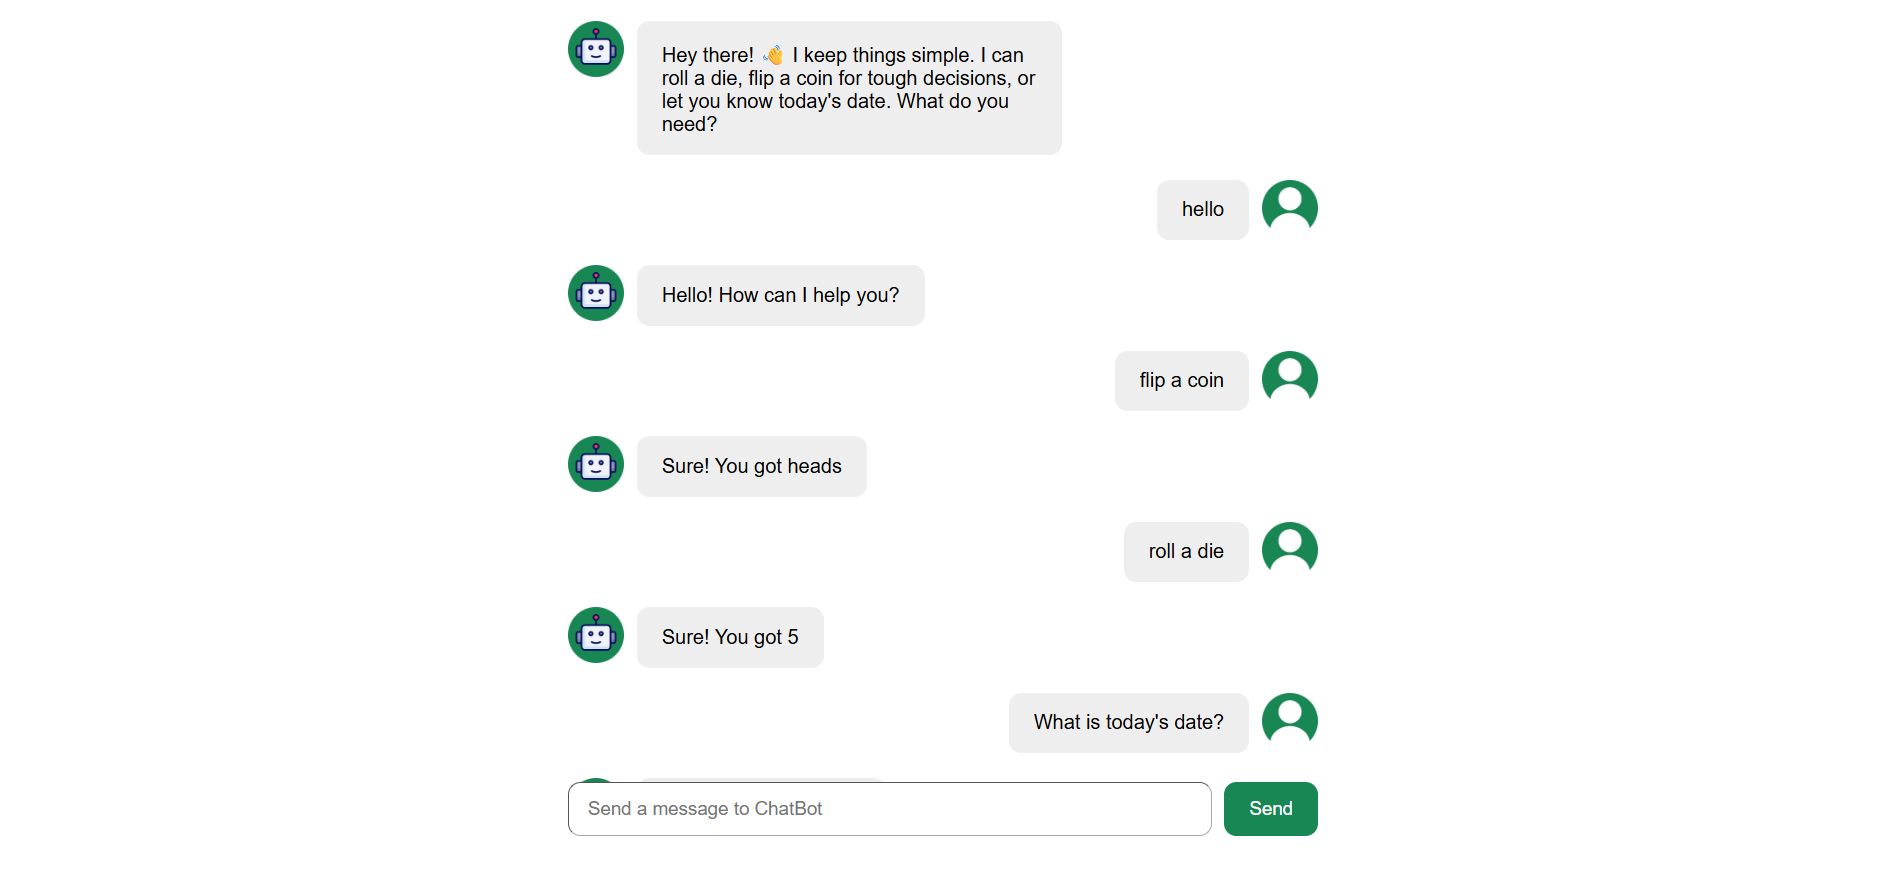 Hey there! 👋 I keep things simple. I can
roll a die, flip a coin for tough decisions, or
let you know today's date. What do you
need?
hello
Hello! How can I help you?
flip a coin
Sure! You got heads
roll a die
Sure! You got 5
What is today's date?
Send a message to ChatBot
Send